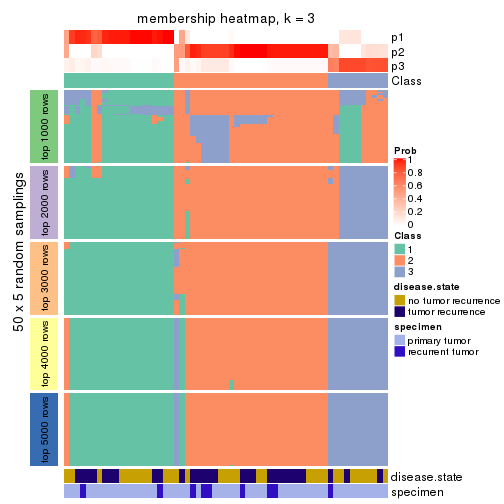 membership heatmap, k = 3
p1
p2
p3
Class
50 x 5 random samplings
top 1000 rows
top 2000 rows
top 3000 rows
top 4000 rows
top 5000 rows
Prob
1
0.8
0.6
0.4
0.2
0
Class
1
2
3
disease.state
no tumor recurrence
tumor recurrence
specimen
primary tumor
recurrent tumor
disease.state
specimen